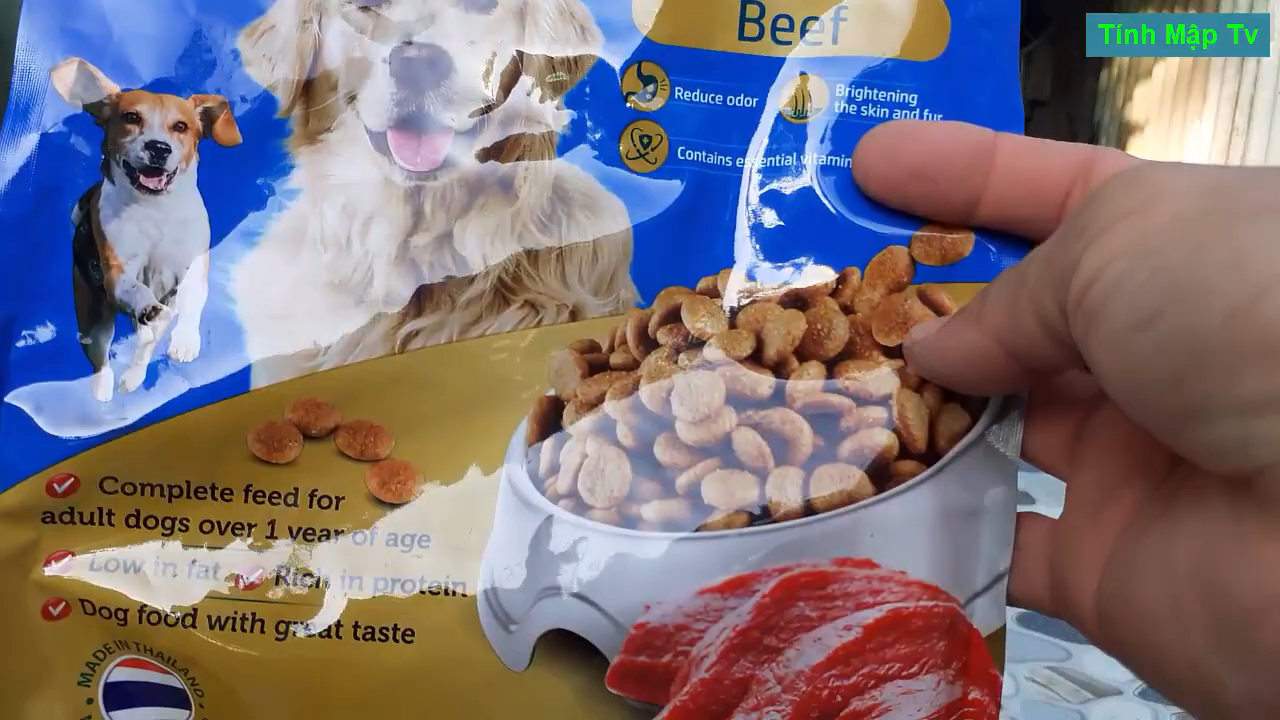 Tính Mập Tv
Beef
Reduce odor
Brightening
the skin and fur
Contains essential vitamin
Complete feed for
adult dogs over 1 year of age
Low in fat Rich in protein
Dog food with great taste
MADE IN THAILAND